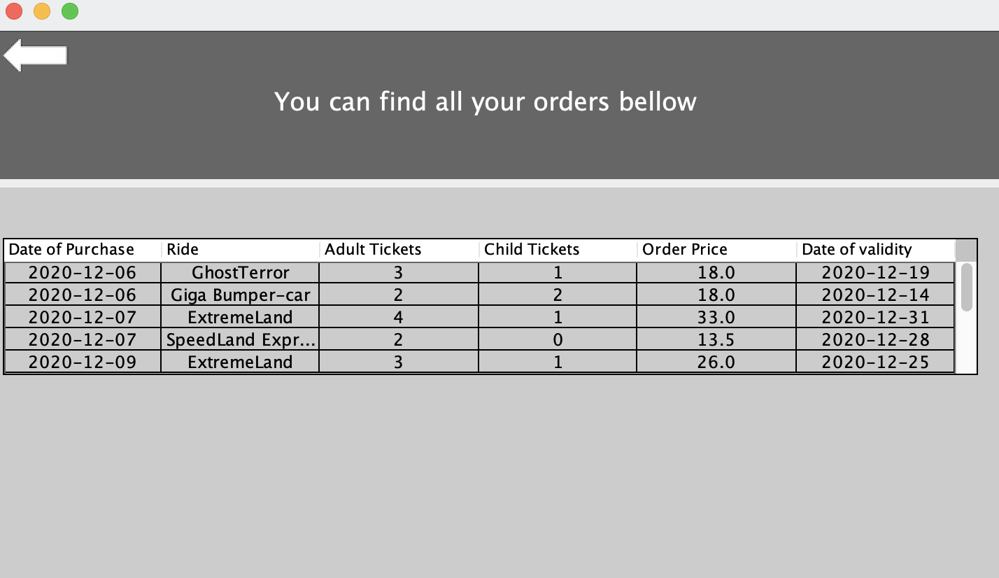 You can find all your orders bellow
Date of Purchase Ride Adult Tickets Child Tickets Order Price Date of validity
2020-12-06 GhostTerror 3 1 18.0 2020-12-19
2020-12-06 Giga Bumper-car 2 2 18.0 2020-12-14
2020-12-07 ExtremeLand 4 1 33.0 2020-12-31
2020-12-07 SpeedLand Expr... 2 0 13.5 2020-12-28
2020-12-09 ExtremeLand 3 1 26.0 2020-12-25